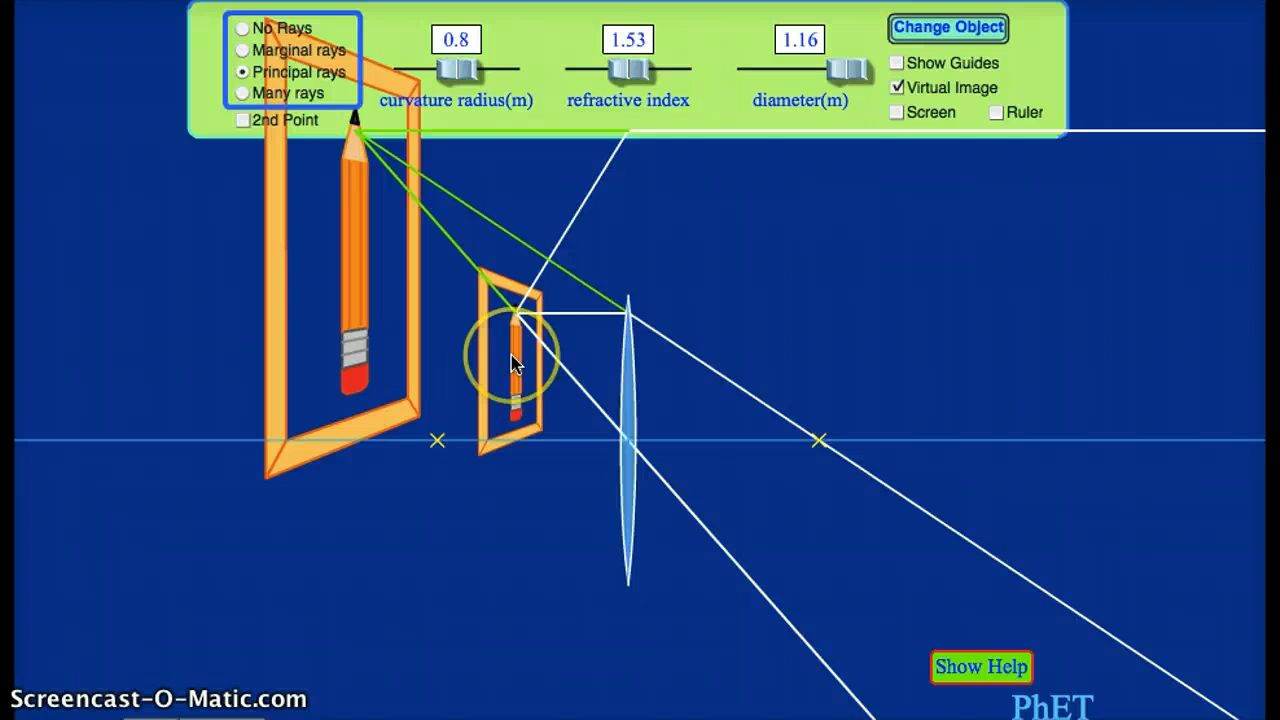 No Rays
Marginal rays
Principal rays
Many rays
2nd Point
0.8
curvature radius(m)
1.53
refractive index
1.16
diameter(m)
Change Object
Show Guides
Virtual Image
Screen
Ruler
Show Help
PhET
Screencast-O-Matic.com